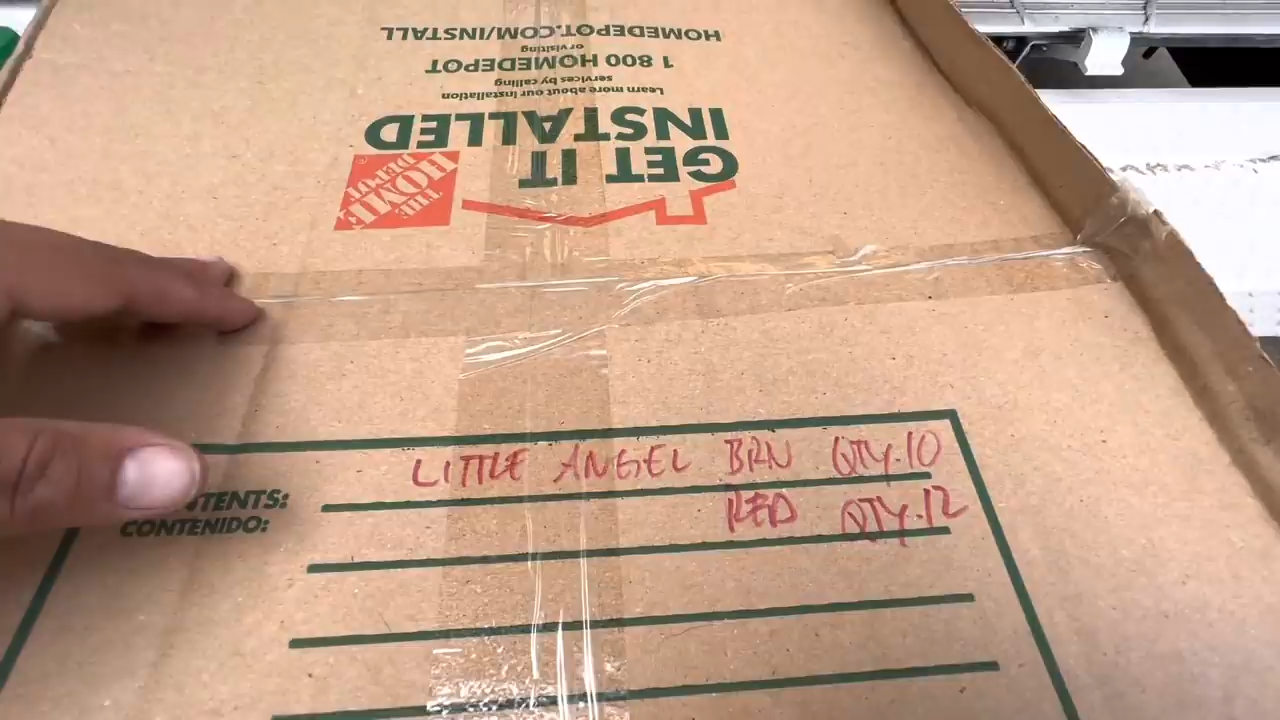 HOMEDEPOT.COM/INSTALL
or visiting
1 800 HOMEDEPOT
services by calling
Learn more about our installation
INSTALLED
GET IT
THE
HOME
DEPOT
LITTLE ANGEL BRN QTY.10
RED QTY.12
TENTS:
CONTENIDO: